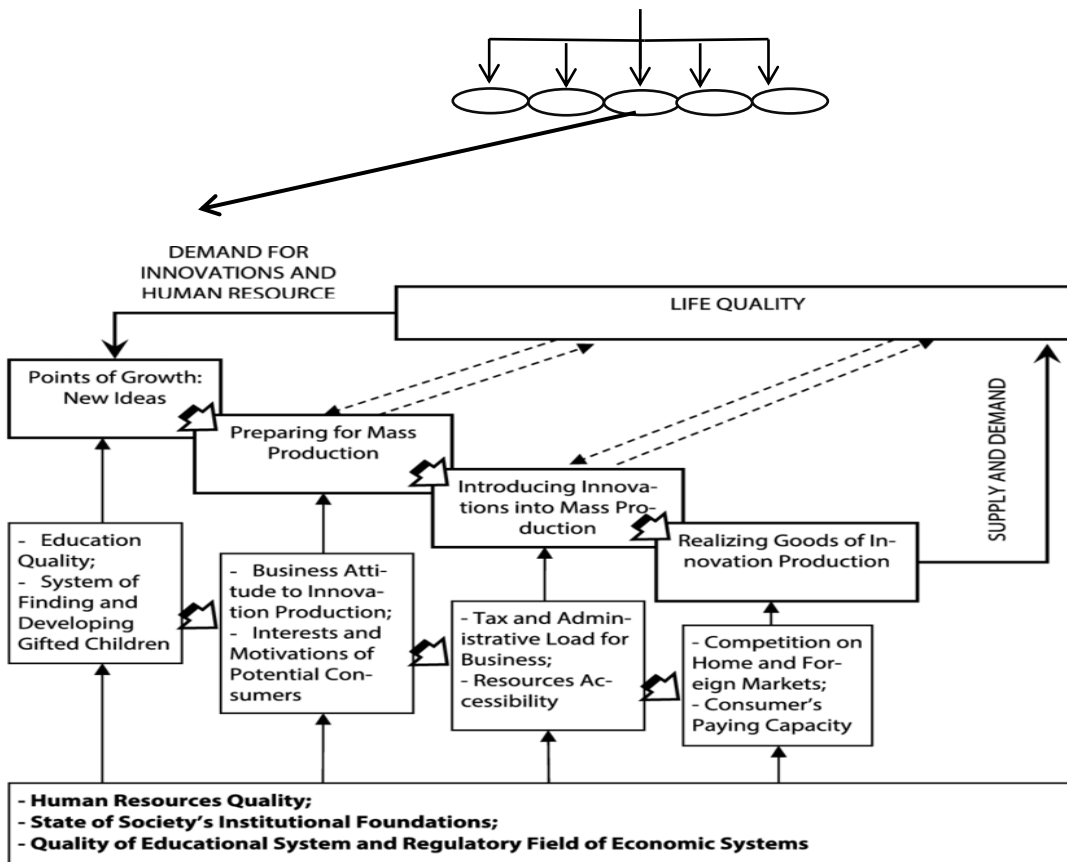 DEMAND FOR
INNOVATIONS AND
HUMAN RESOURCE
LIFE QUALITY
Points of Growth:
New Ideas
Preparing for Mass
Production
Introducing Innova-
tions into Mass Pro-
duction
Realizing Goods of In-
novation Production
SUPPLY AND DEMAND
- Education
Quality;
- System of
Finding and
Developing
Gifted Children
- Business Atti-
tude to Innova-
tion Production;
- Interests and
Motivations of
Potential Con-
sumers
- Tax and Admin-
istrative Load for
Business;
- Resources Ac-
cessibility
- Competition on
Home and For-
eign Markets;
- Consumer's
Paying Capacity
- Human Resources Quality;
- State of Society's Institutional Foundations;
- Quality of Educational System and Regulatory Field of Economic Systems